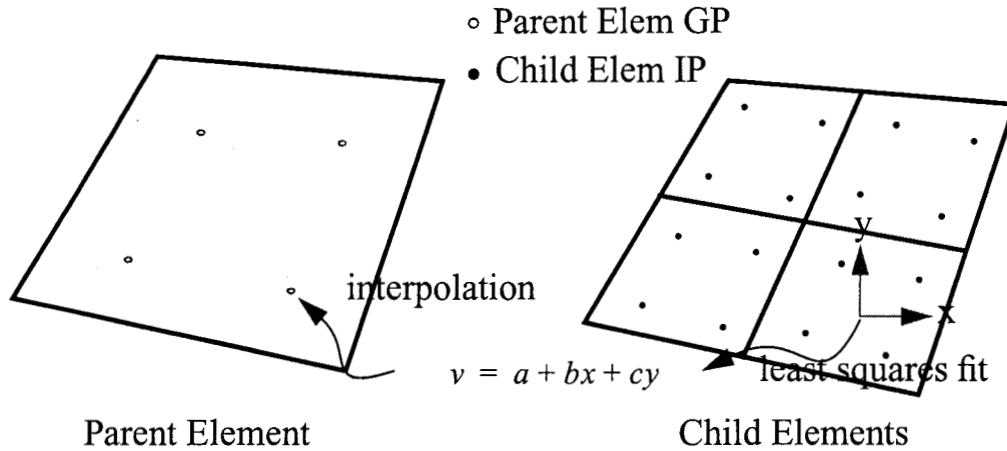 Parent Elem GP
Child Elem IP
y
x
interpolation
v = a + bx + cy
least squares fit
Parent Element
Child Elements